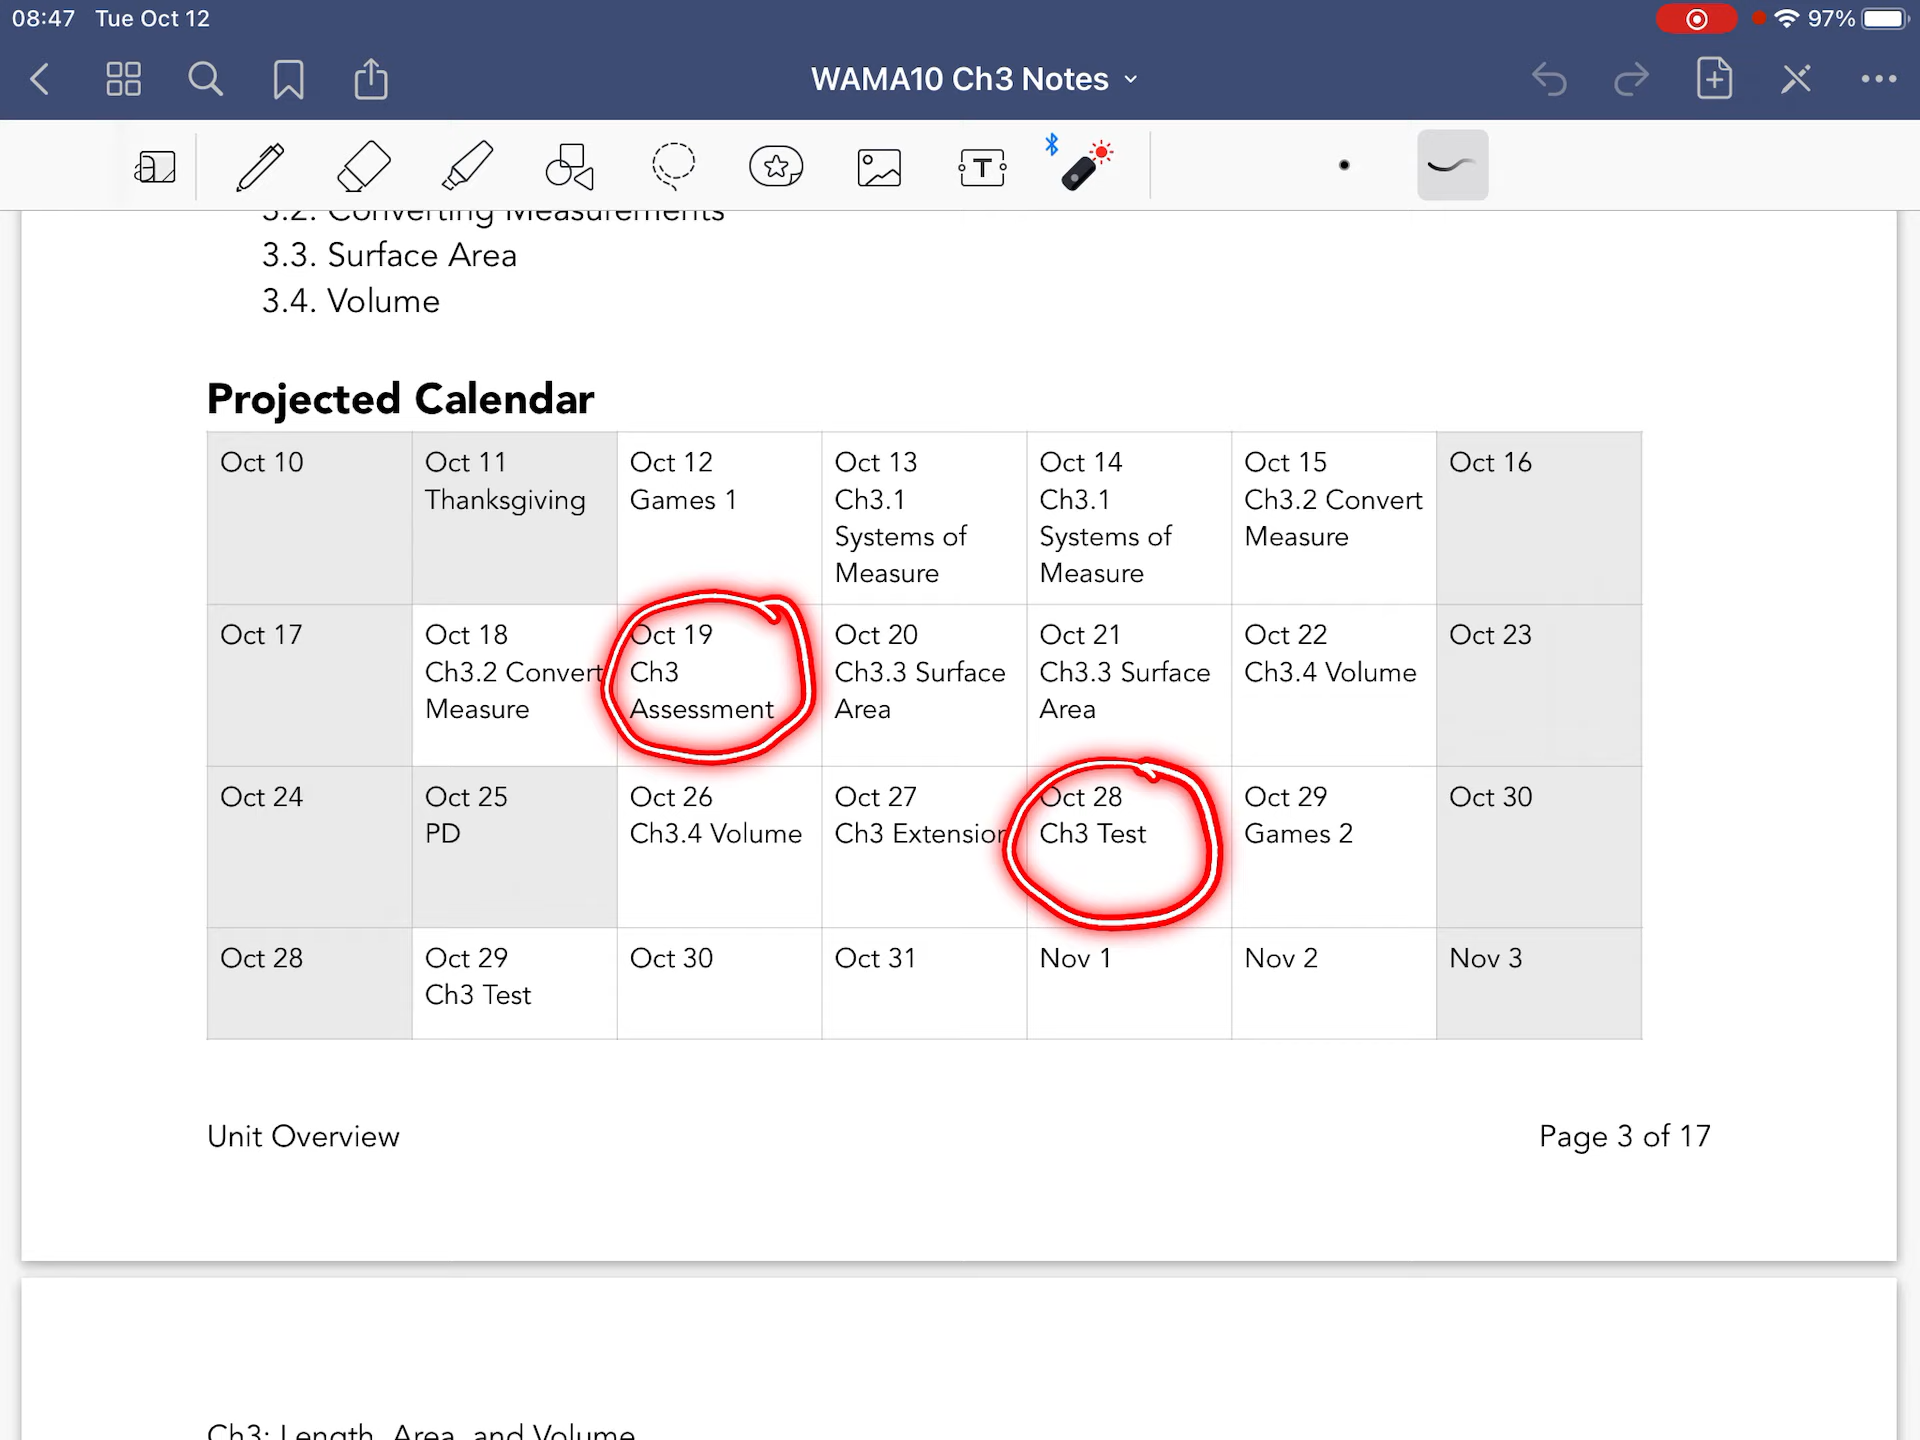 08:47 Tue Oct 12
97%
WAMA10 Ch3 Notes
T
3.2. Converting Measurements
3.3. Surface Area
3.4. Volume
Projected Calendar
Oct 10
Oct 11
Thanksgiving
Oct 12
Games 1
Oct 13
Ch3.1
Systems of
Measure
Oct 14
Ch3.1
Systems of
Measure
Oct 15
Ch3.2 Convert
Measure
Oct 16
Oct 17
Oct 18
Ch3.2 Convert
Measure
Oct 19
Ch3
Assessment
Oct 20
Ch3.3 Surface
Area
Oct 21
Ch3.3 Surface
Area
Oct 22
Ch3.4 Volume
Oct 23
Oct 24
Oct 25
PD
Oct 26
Ch3.4 Volume
Oct 27
Ch3 Extension
Oct 28
Ch3 Test
Oct 29
Games 2
Oct 30
Oct 28
Oct 29
Ch3 Test
Oct 30
Oct 31
Nov 1
Nov 2
Nov 3
Unit Overview
Page 3 of 17
Ch3: Length, Area, and Volume